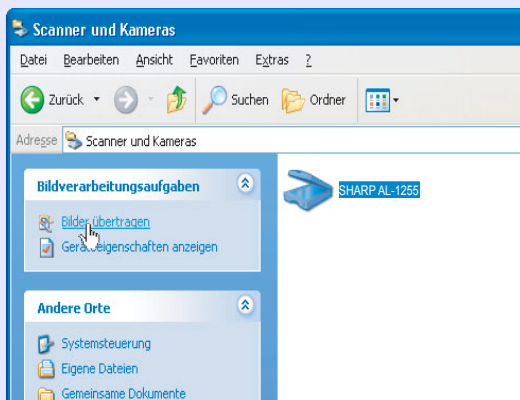 Scanner und Kameras
Datei Bearbeiten Ansicht Favoriten Extras ?
Zurück Suchen Ordner
Adresse Scanner und Kameras
Bildverarbeitungsaufgaben
SHARP AL-1255
Bilder übertragen
Geräteeigenschaften anzeigen
Andere Orte
Systemsteuerung
Eigene Dateien
Gemeinsame Dokumente